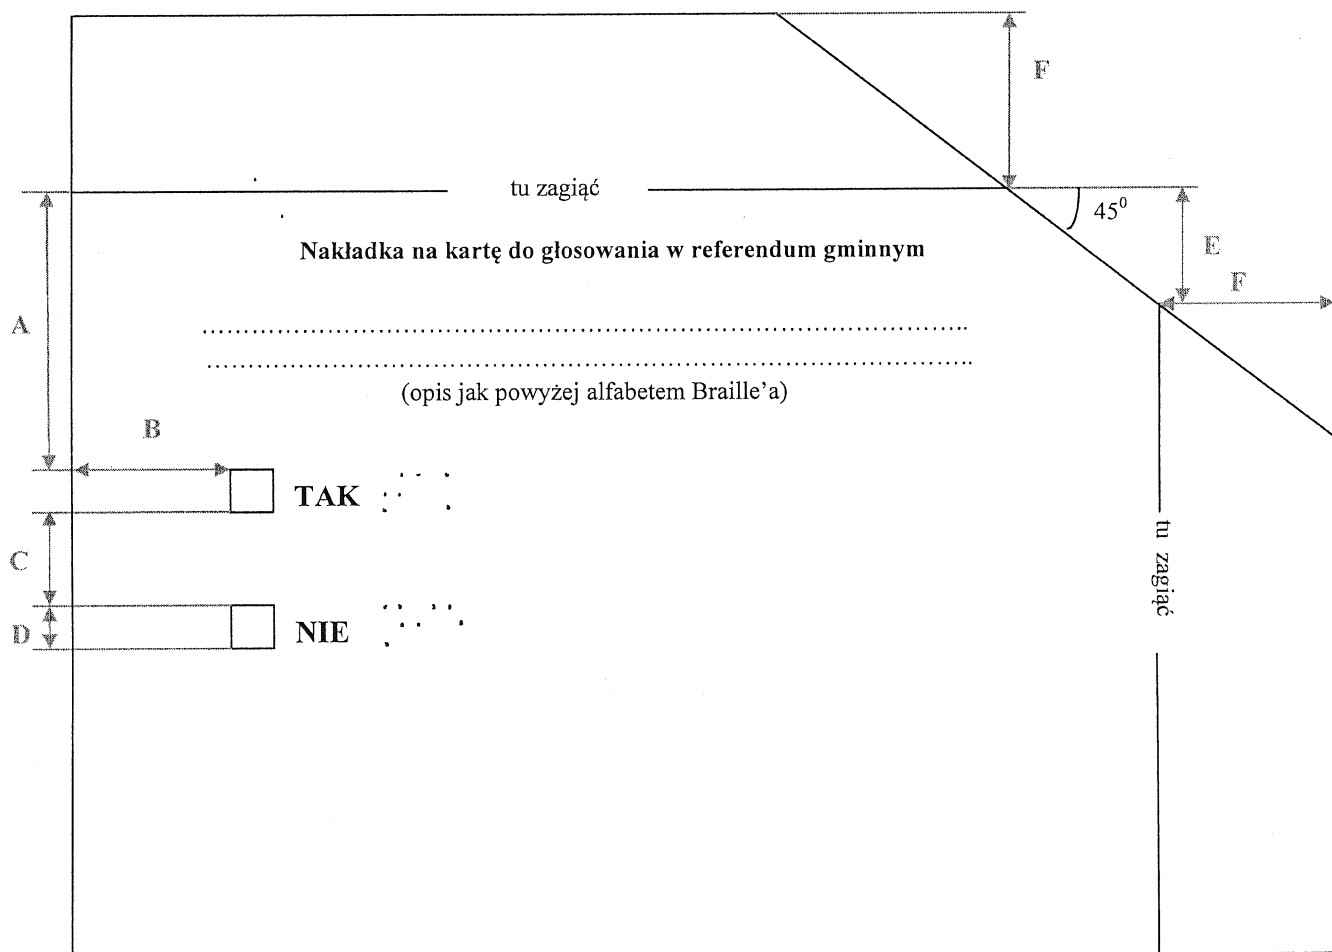 F
tu zagiąć
45⁰
Nakładka na kartę do głosowania w referendum gminnym
E
F
A
(opis jak powyżej alfabetem Braille’a)
B
TAK
C
tu zagiąć
D
NIE